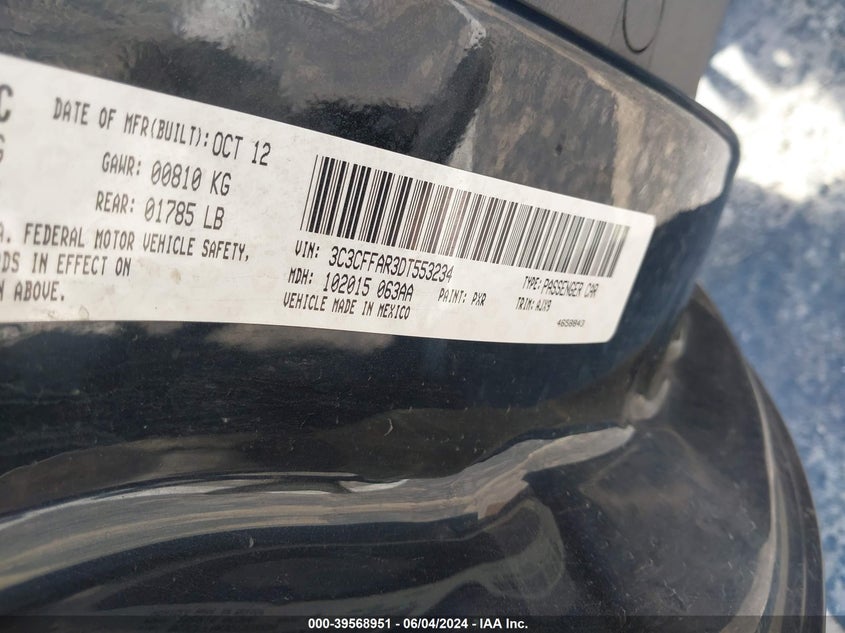 C
DATE OF MFR(BUILT): OCT 12
GAWR: 00810 KG
REAR: 01785 LB
A. FEDERAL MOTOR VEHICLE SAFETY,
DS IN EFFECT ON
N ABOVE.
VIN: 3C3CFFAR3DT553234
MDH: 102015 063AA
PAINT: PXR
VEHICLE MADE IN MEXICO
TYPE: PASSENGER CAR
TRIM: AJX9
4658843
000-39568951 - 06/04/2024 - IAA Inc.